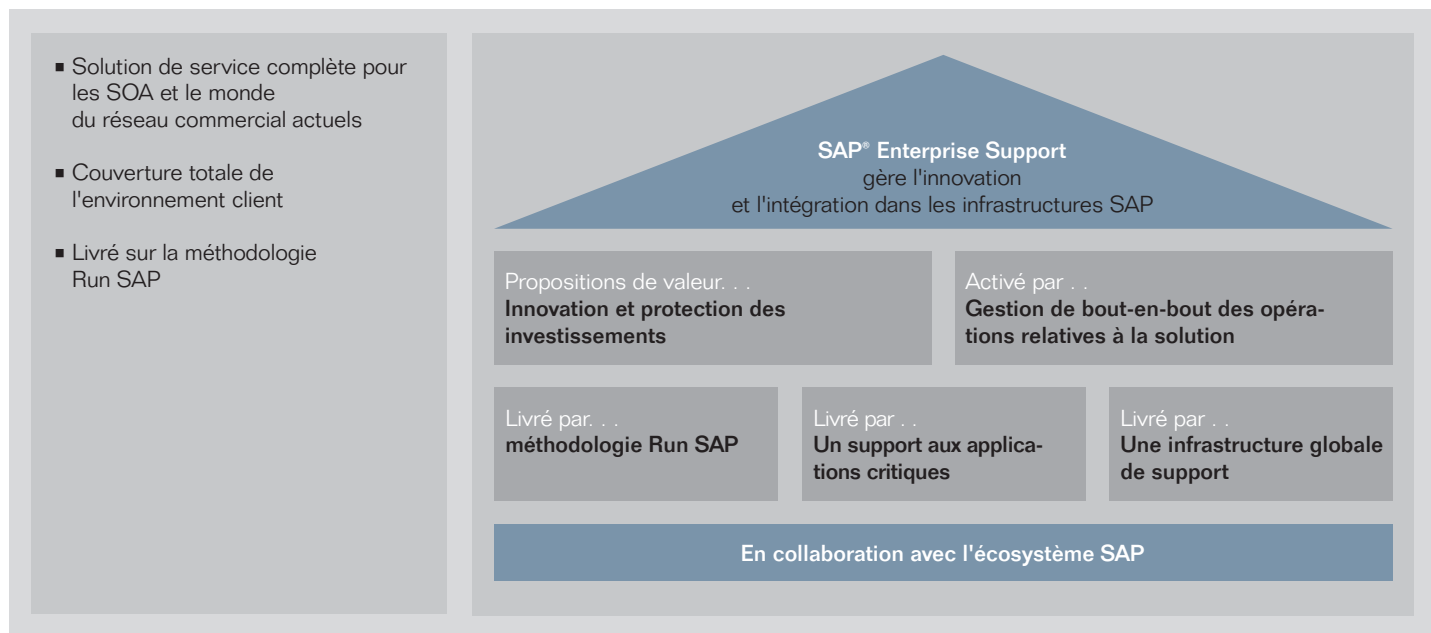 ▪ Solution de service complète pour
les SOA et le monde
du réseau commercial actuels
▪ Couverture totale de
l'environnement client
▪ Livré sur la méthodologie
Run SAP
SAP® Enterprise Support
gère l'innovation
et l'intégration dans les infrastructures SAP
Propositions de valeur. . .
Innovation et protection des
investissements
Activé par . .
Gestion de bout-en-bout des opéra-
tions relatives à la solution
Livré par. . .
méthodologie Run SAP
Livré par . .
Un support aux applica-
tions critiques
Livré par . .
Une infrastructure globale
de support
En collaboration avec l'écosystème SAP